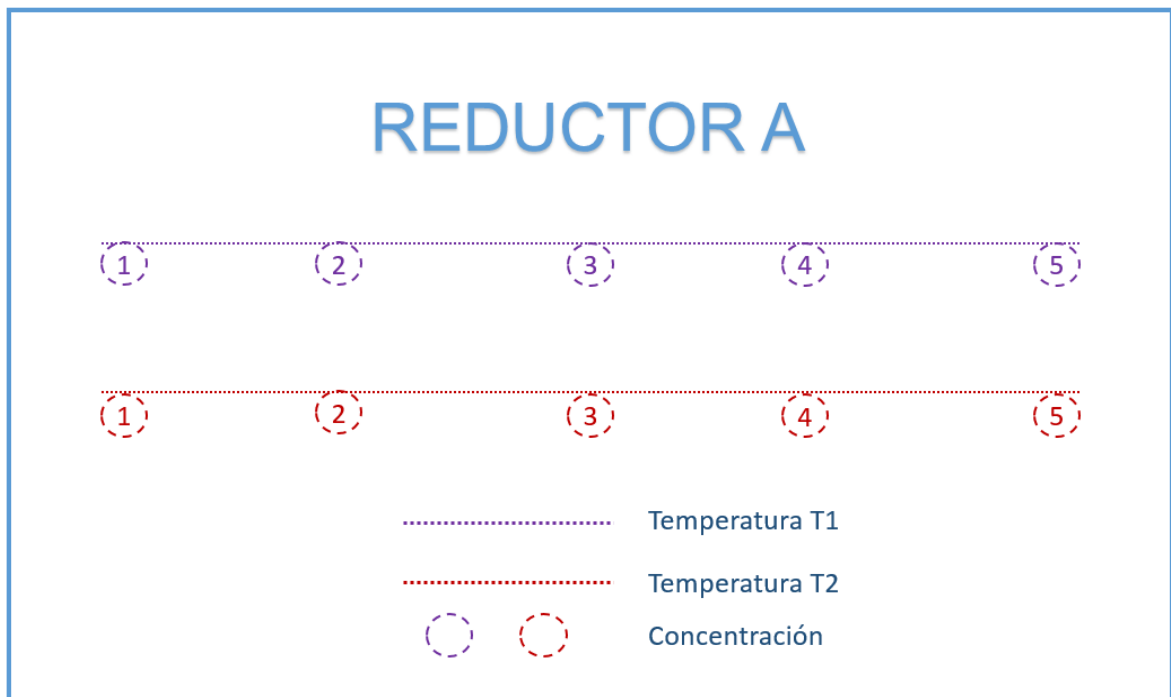 REDUCTOR A
1 2 3 4 5
1 2 3 4 5
Temperatura T1
Temperatura T2
Concentración